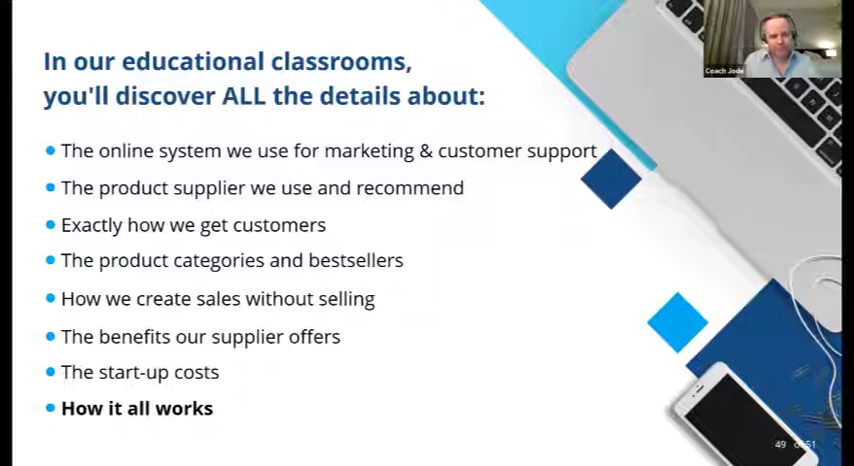 In our educational classrooms,
you'll discover ALL the details about:
The online system we use for marketing & customer support
The product supplier we use and recommend
Exactly how we get customers
The product categories and bestsellers
How we create sales without selling
The benefits our supplier offers
The start-up costs
How it all works
Coach Jode
49 of 51